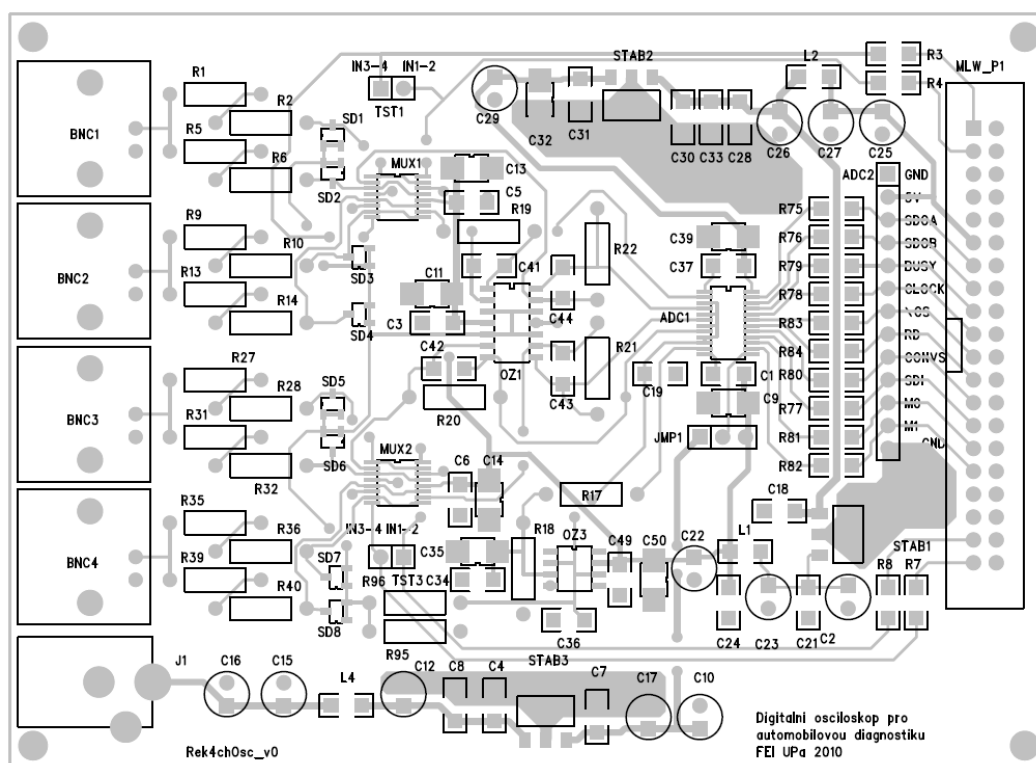 IN3-4 IN1-2
STAB2
L2
R3
MLW_P1
R1
R4
R2
TST1
C29
SD1
C32
C31
BNC1
R5
C30 C33 C28
C26
C27
C25
R6
MUX1
C13
ADC2
GND
SD2
C5
5V
R9
R19
R75
SDOA
R10
R22
C39
R76
SDOB
BNC2
R13
SD3
C11
C41
C37
R79
BUSY
R14
R78
CLOCK
SD4
C3
C44
ADC1
R83
C42
R21
R84
RD
R27
OZ1
C1
R80
CONVS
R28
SD5
C43
C19
C9
SDI
BNC3
R31
R20
R77
M0
JMP1
R81
M1
R32
SD6
MUX2
C6
C14
R82
GND
R35
R17
C18
IN3-4 IN1-2
R18
OZ3
C49
C50
C22
L1
STAB1
R36
C35
BNC4
R39
SD7
R96
TST3
C34
R8
R7
R40
SD8
C36
C24
C23
C21
C2
R95
STAB3
J1
C16
C15
L4
C12
C8
C4
C7
C17
C10
Digitalni osciloskop pro
automobilovou diagnostiku
FEI UPa 2010
Rek4chOsc_v0